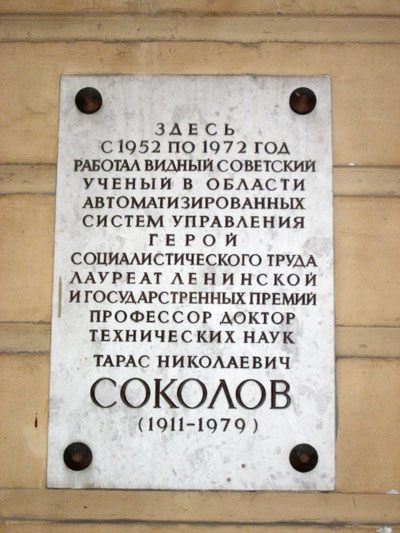 ЗДЕСЬ
С 1952 ПО 1972 ГОД
РАБОТАЛ ВИДНЫЙ СОВЕТСКИЙ
УЧЕНЫЙ В ОБЛАСТИ
АВТОМАТИЗИРОВАННЫХ
СИСТЕМ УПРАВЛЕНИЯ
ГЕРОЙ
СОЦИАЛИСТИЧЕСКОГО ТРУДА
ЛАУРЕАТ ЛЕНИНСКОЙ
И ГОСУДАРСТВЕННЫХ ПРЕМИЙ
ПРОФЕССОР ДОКТОР
ТЕХНИЧЕСКИХ НАУК
ТАРАС НИКОЛАЕВИЧ
СОКОЛОВ
(1911-1979)